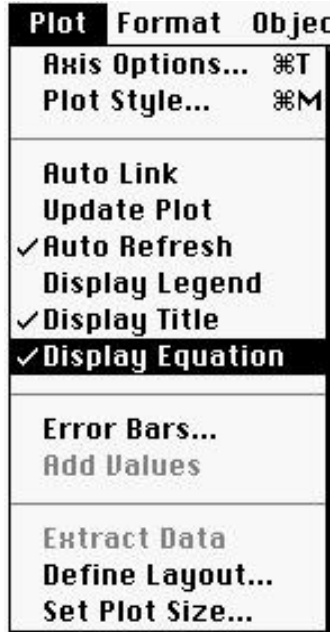 Plot Format Objec
Axis Options... ⌘T
Plot Style... ⌘M
Auto Link
Update Plot
✓Auto Refresh
Display Legend
✓Display Title
✓Display Equation
Error Bars...
Add Values
Extract Data
Define Layout...
Set Plot Size...